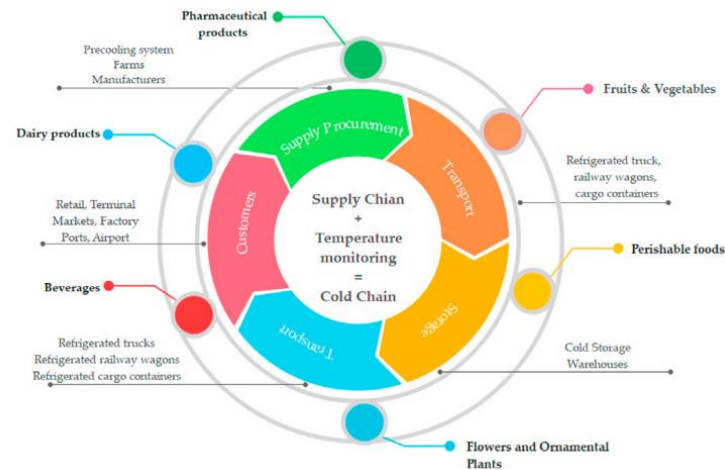 Pharmaceutical
products
Precooling system
Farms
Manufacturers
Fruits & Vegetables
Dairy products
Supply Procurement
Transport
Refrigerated truck,
railway wagons,
cargo containers
Retail, Terminal
Markets, Factory
Ports, Airport
Customers
Supply Chian
+
Temperature
monitoring
=
Cold Chain
Perishable foods
Beverages
Storage
Transport
Refrigerated trucks
Refrigerated railway wagons
Refrigerated cargo containers
Cold Storage
Warehouses
Flowers and Ornamental
Plants